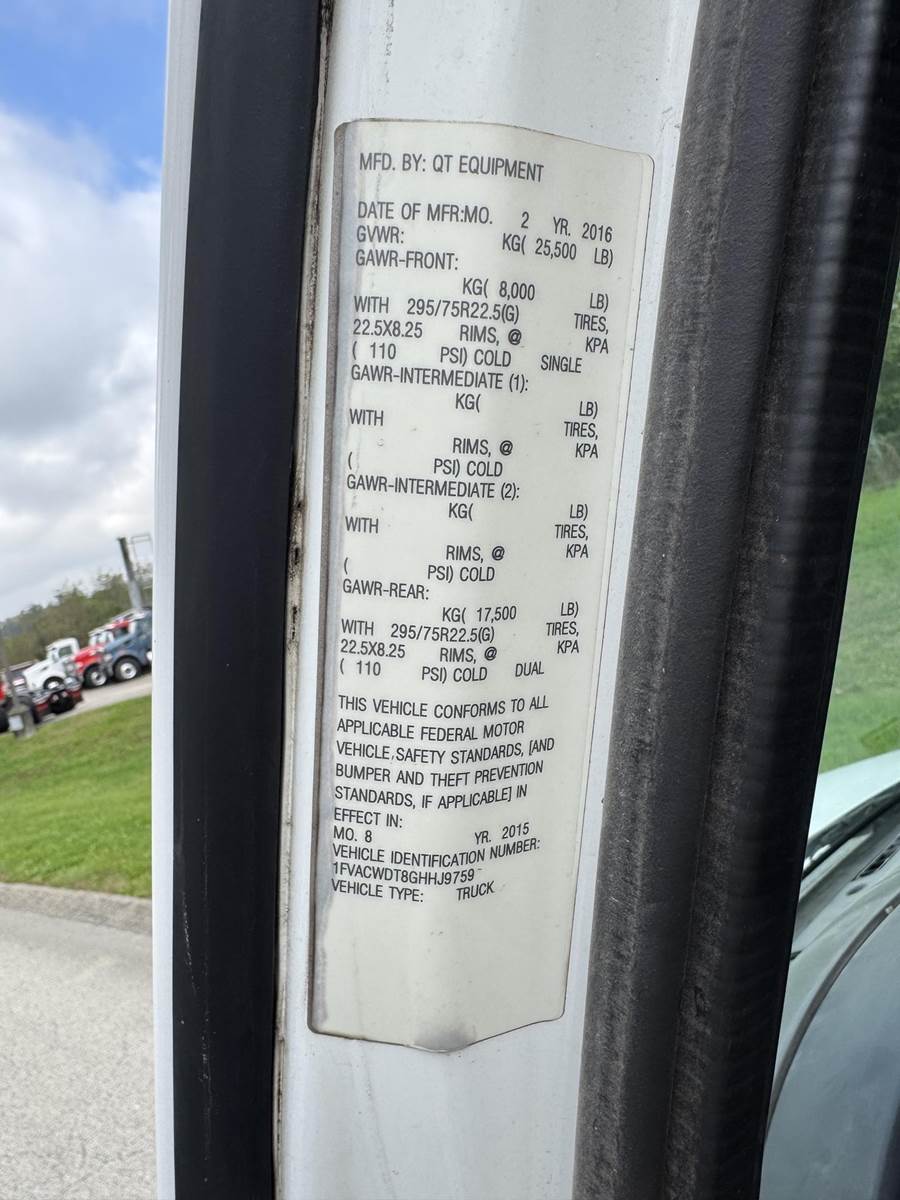 MFD. BY: QT EQUIPMENT
DATE OF MFR:MO. 2 YR. 2016
GVWR: KG( 25,500 LB)
GAWR-FRONT:
KG( 8,000 LB)
WITH 295/75R22.5(G) TIRES,
22.5X8.25 RIMS, @ KPA
( 110 PSI) COLD SINGLE
GAWR-INTERMEDIATE (1):
KG( LB)
WITH TIRES,
RIMS, @ KPA
( PSI) COLD
GAWR-INTERMEDIATE (2):
KG( LB)
WITH TIRES,
RIMS, @ KPA
( PSI) COLD
GAWR-REAR:
KG( 17,500 LB)
WITH 295/75R22.5(G) TIRES,
22.5X8.25 RIMS, @ KPA
( 110 PSI) COLD DUAL
THIS VEHICLE CONFORMS TO ALL
APPLICABLE FEDERAL MOTOR
VEHICLE SAFETY STANDARDS, [AND
BUMPER AND THEFT PREVENTION
STANDARDS, IF APPLICABLE] IN
EFFECT IN:
MO. 8 YR. 2015
VEHICLE IDENTIFICATION NUMBER:
1FVACWDT8GHHJ9759
VEHICLE TYPE: TRUCK